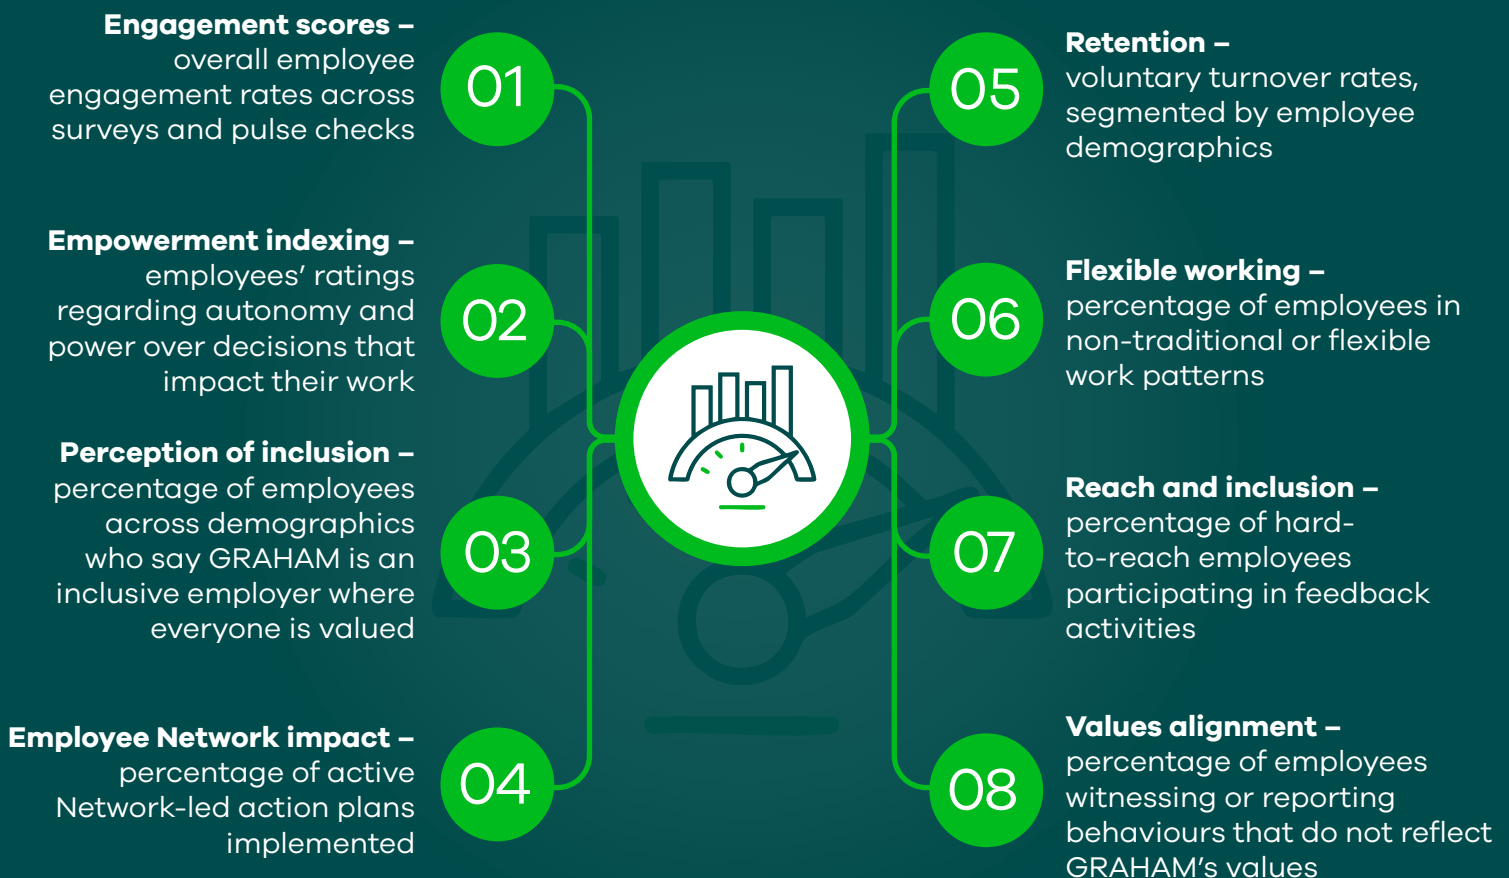 Engagement scores –
overall employee
engagement rates across
surveys and pulse checks
01
Empowerment indexing –
employees’ ratings
regarding autonomy and
power over decisions that
impact their work
02
Perception of inclusion –
percentage of employees
across demographics
who say GRAHAM is an
inclusive employer where
everyone is valued
03
Employee Network impact –
percentage of active
Network-led action plans
implemented
04
05
Retention –
voluntary turnover rates,
segmented by employee
demographics
06
Flexible working –
percentage of employees in
non-traditional or flexible
work patterns
07
Reach and inclusion –
percentage of hard-
to-reach employees
participating in feedback
activities
08
Values alignment –
percentage of employees
witnessing or reporting
behaviours that do not reflect
GRAHAM’s values